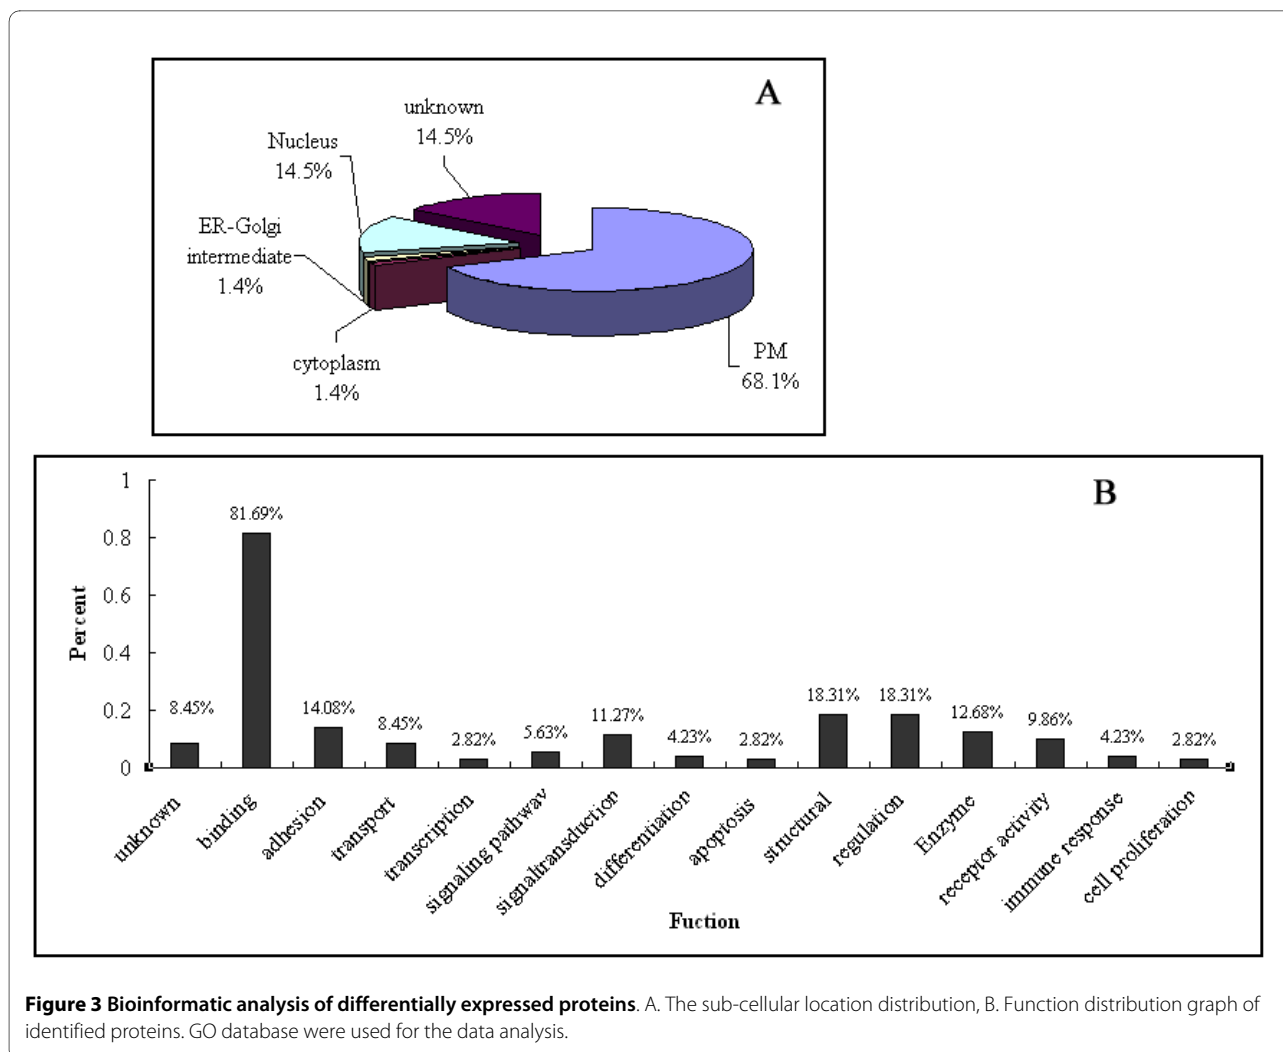 A
unknown
14.5%
Nucleus
14.5%
ER-Golgi
intermediate
1.4%
cytoplasm
1.4%
PM
68.1%
B
Percent
1
0.8
0.6
0.4
0.2
0
8.45%
81.69%
14.08%
8.45%
2.82%
5.63%
11.27%
4.23%
2.82%
18.31%
18.31%
12.68%
9.86%
4.23%
2.82%
unknown
binding
adhesion
transport
transcription
signaling pathway
signaltransduction
differentiation
apoptosis
structural
regulation
Enzyme
receptor activity
immune response
cell proliferation
Fuction
Figure 3 Bioinformatic analysis of differentially expressed proteins. A. The sub-cellular location distribution, B. Function distribution graph of
identified proteins. GO database were used for the data analysis.